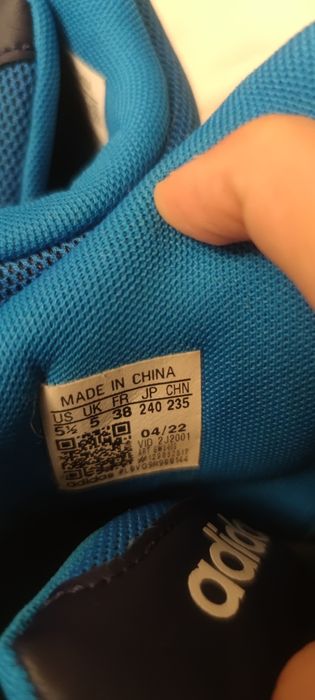 MADE IN CHINA
US UK FR JP CHN
5½ 5 38 240 235
04/22
VID 2J2001
adidas
adidas